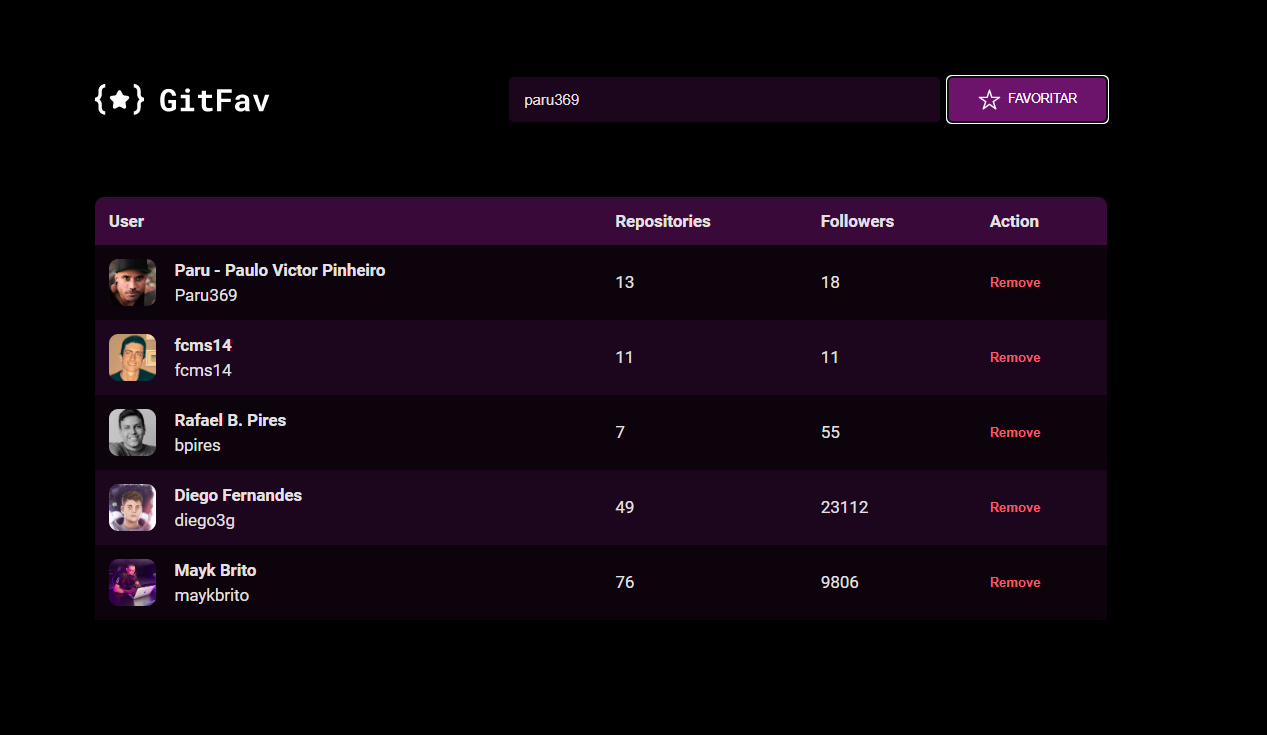 GitFav
paru369
FAVORITAR
User Repositories Followers Action
Paru - Paulo Victor Pinheiro
Paru369
13 18 Remove
fcms14
fcms14
11 11 Remove
Rafael B. Pires
bpires
7 55 Remove
Diego Fernandes
diego3g
49 23112 Remove
Mayk Brito
maykbrito
76 9806 Remove